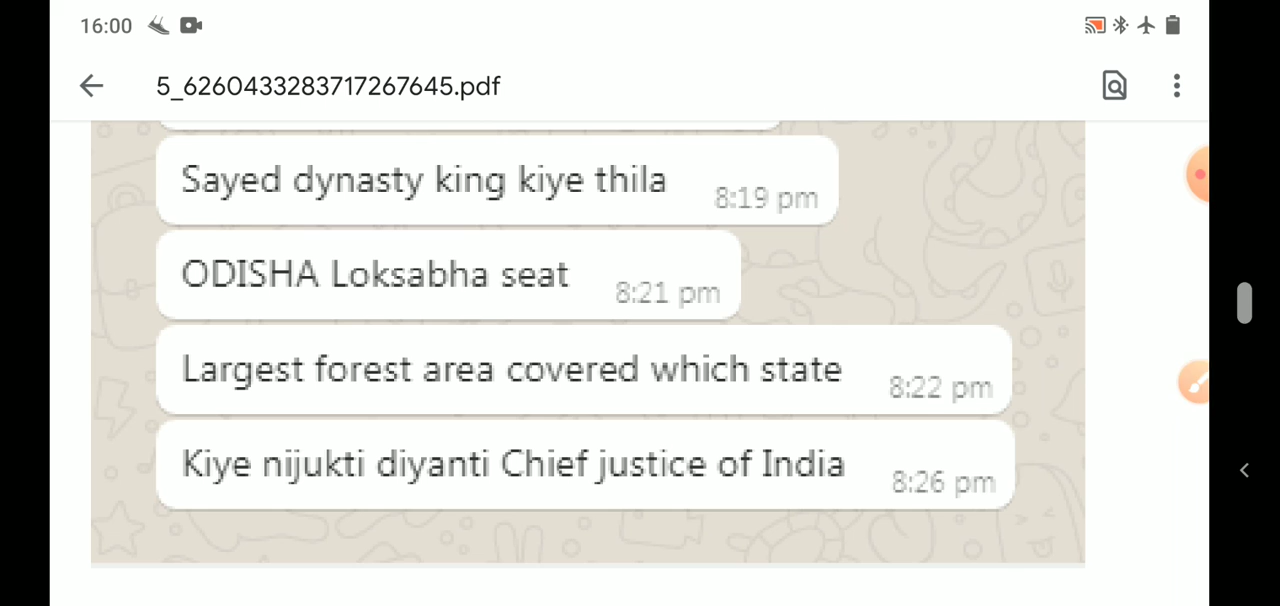 16:00
5_6260433283717267645.pdf
Sayed dynasty king kiye thila 8:19 pm
ODISHA Loksabha seat 8:21 pm
Largest forest area covered which state 8:22 pm
Kiye nijukti diyanti Chief justice of India 8:26 pm